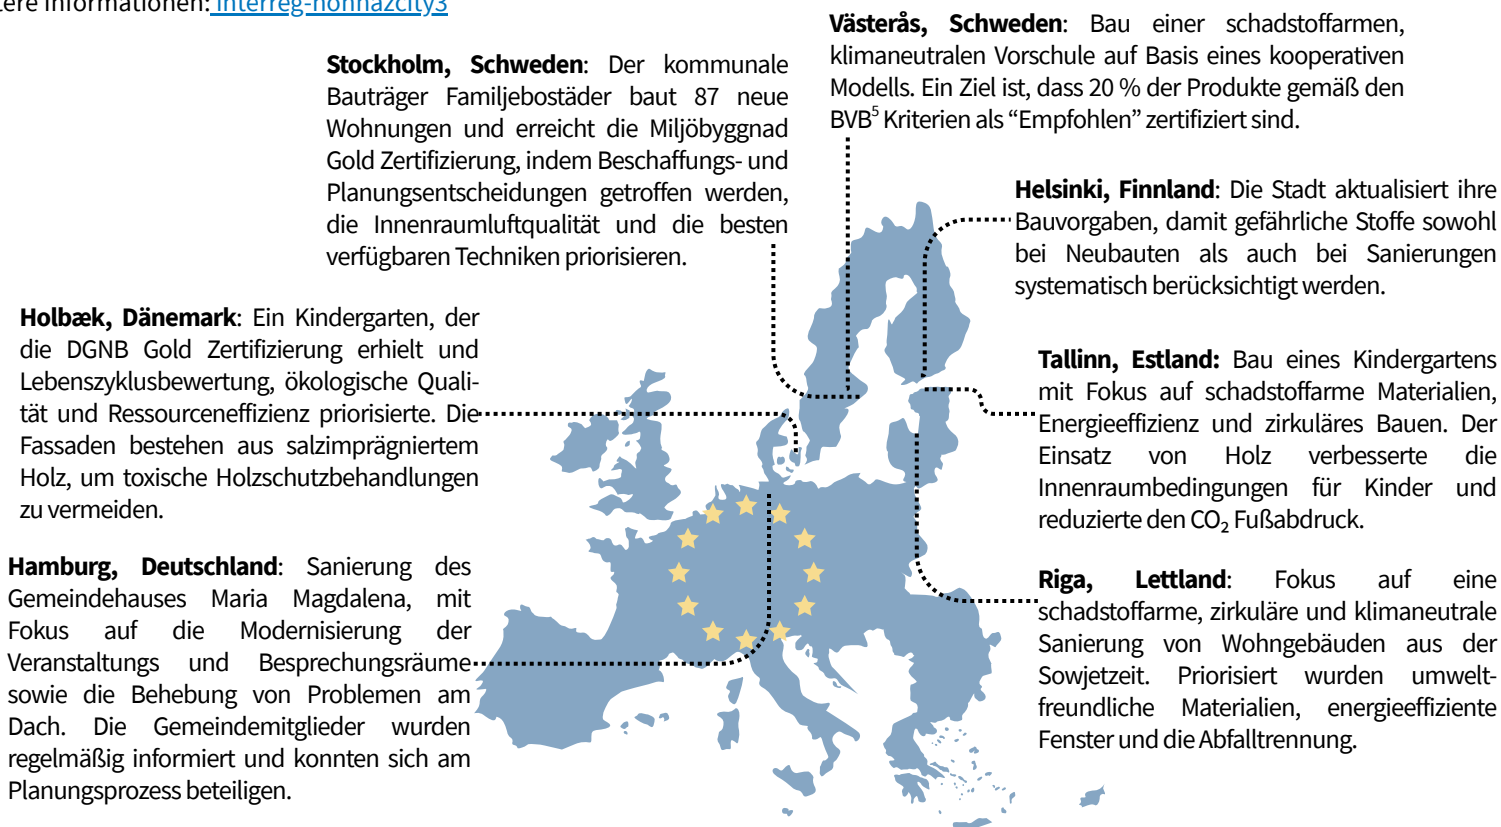 tere Informationen: interreg-nonhazcity3
Västerås, Schweden: Bau einer schadstoffarmen,
klimaneutralen Vorschule auf Basis eines kooperativen
Modells. Ein Ziel ist, dass 20 % der Produkte gemäß den
BVB⁵ Kriterien als “Empfohlen” zertifiziert sind.
Stockholm, Schweden: Der kommunale
Bauträger Familjebostäder baut 87 neue
Wohnungen und erreicht die Miljöbyggnad
Gold Zertifizierung, indem Beschaffungs- und
Planungsentscheidungen getroffen werden,
die Innenraumluftqualität und die besten
verfügbaren Techniken priorisieren.
Helsinki, Finnland: Die Stadt aktualisiert ihre
Bauvorgaben, damit gefährliche Stoffe sowohl
bei Neubauten als auch bei Sanierungen
systematisch berücksichtigt werden.
Holbæk, Dänemark: Ein Kindergarten, der
die DGNB Gold Zertifizierung erhielt und
Lebenszyklusbewertung, ökologische Quali-
tät und Ressourceneffizienz priorisierte. Die
Fassaden bestehen aus salzimprägniertem
Holz, um toxische Holzschutzbehandlungen
zu vermeiden.
Tallinn, Estland: Bau eines Kindergartens
mit Fokus auf schadstoffarme Materialien,
Energieeffizienz und zirkuläres Bauen. Der
Einsatz von Holz verbesserte die
Innenraumbedingungen für Kinder und
reduzierte den CO₂ Fußabdruck.
Hamburg, Deutschland: Sanierung des
Gemeindehauses Maria Magdalena, mit
Fokus auf die Modernisierung der
Veranstaltungs und Besprechungsräume
sowie die Behebung von Problemen am
Dach. Die Gemeindemitglieder wurden
regelmäßig informiert und konnten sich am
Planungsprozess beteiligen.
Riga, Lettland: Fokus auf eine
schadstoffarme, zirkuläre und klimaneutrale
Sanierung von Wohngebäuden aus der
Sowjetzeit. Priorisiert wurden umwelt-
freundliche Materialien, energieeffiziente
Fenster und die Abfalltrennung.